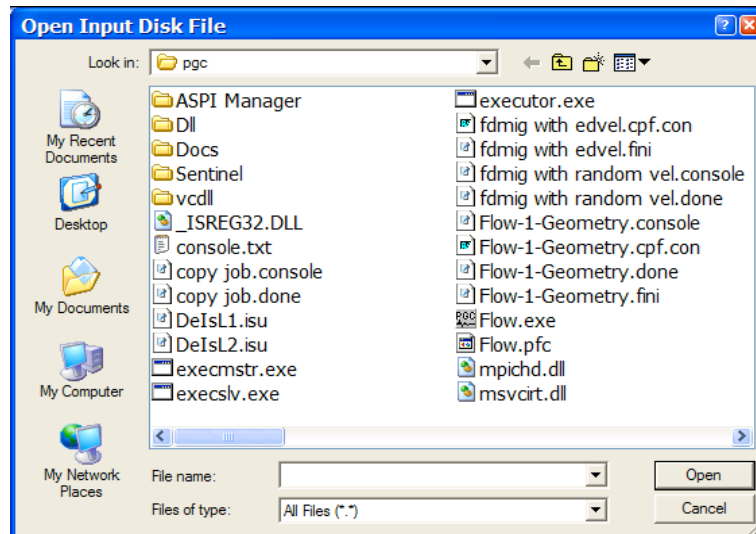 Open Input Disk File
Look in: pgc
My Recent Documents
Desktop
My Documents
My Computer
My Network Places
ASPI Manager
Dll
Docs
Sentinel
vcdll
_ISREG32.DLL
console.txt
copy job.console
copy job.done
DeIsL1.isu
DeIsL2.isu
execmstr.exe
execslv.exe
executor.exe
fdmig with edvel.cpf.con
fdmig with edvel.fini
fdmig with random vel.console
fdmig with random vel.done
Flow-1-Geometry.console
Flow-1-Geometry.cpf.con
Flow-1-Geometry.done
Flow-1-Geometry.fini
Flow.exe
Flow.pfc
mpichd.dll
msvcirt.dll
File name:
Open
Files of type: All Files (*.*)
Cancel